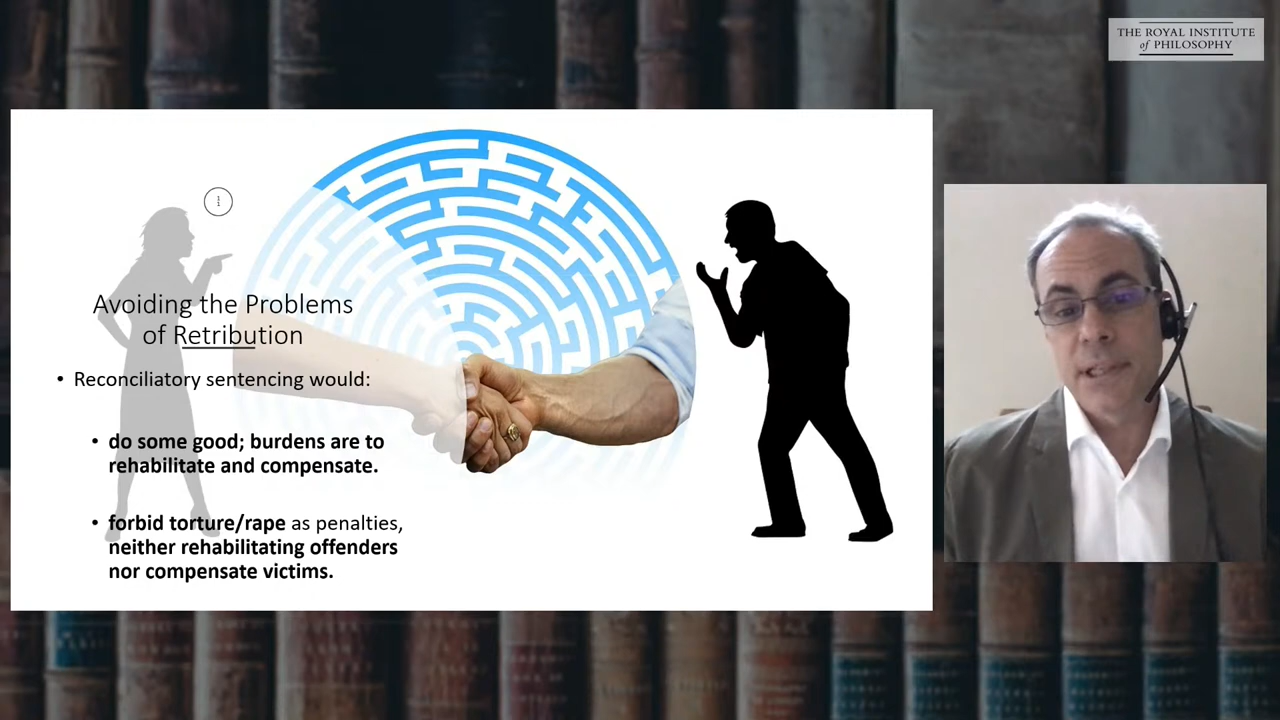 THE ROYAL INSTITUTE
of PHILOSOPHY
Avoiding the Problems
of Retribution
• Reconciliatory sentencing would:
• do some good; burdens are to
rehabilitate and compensate.
• forbid torture/rape as penalties,
neither rehabilitating offenders
nor compensate victims.